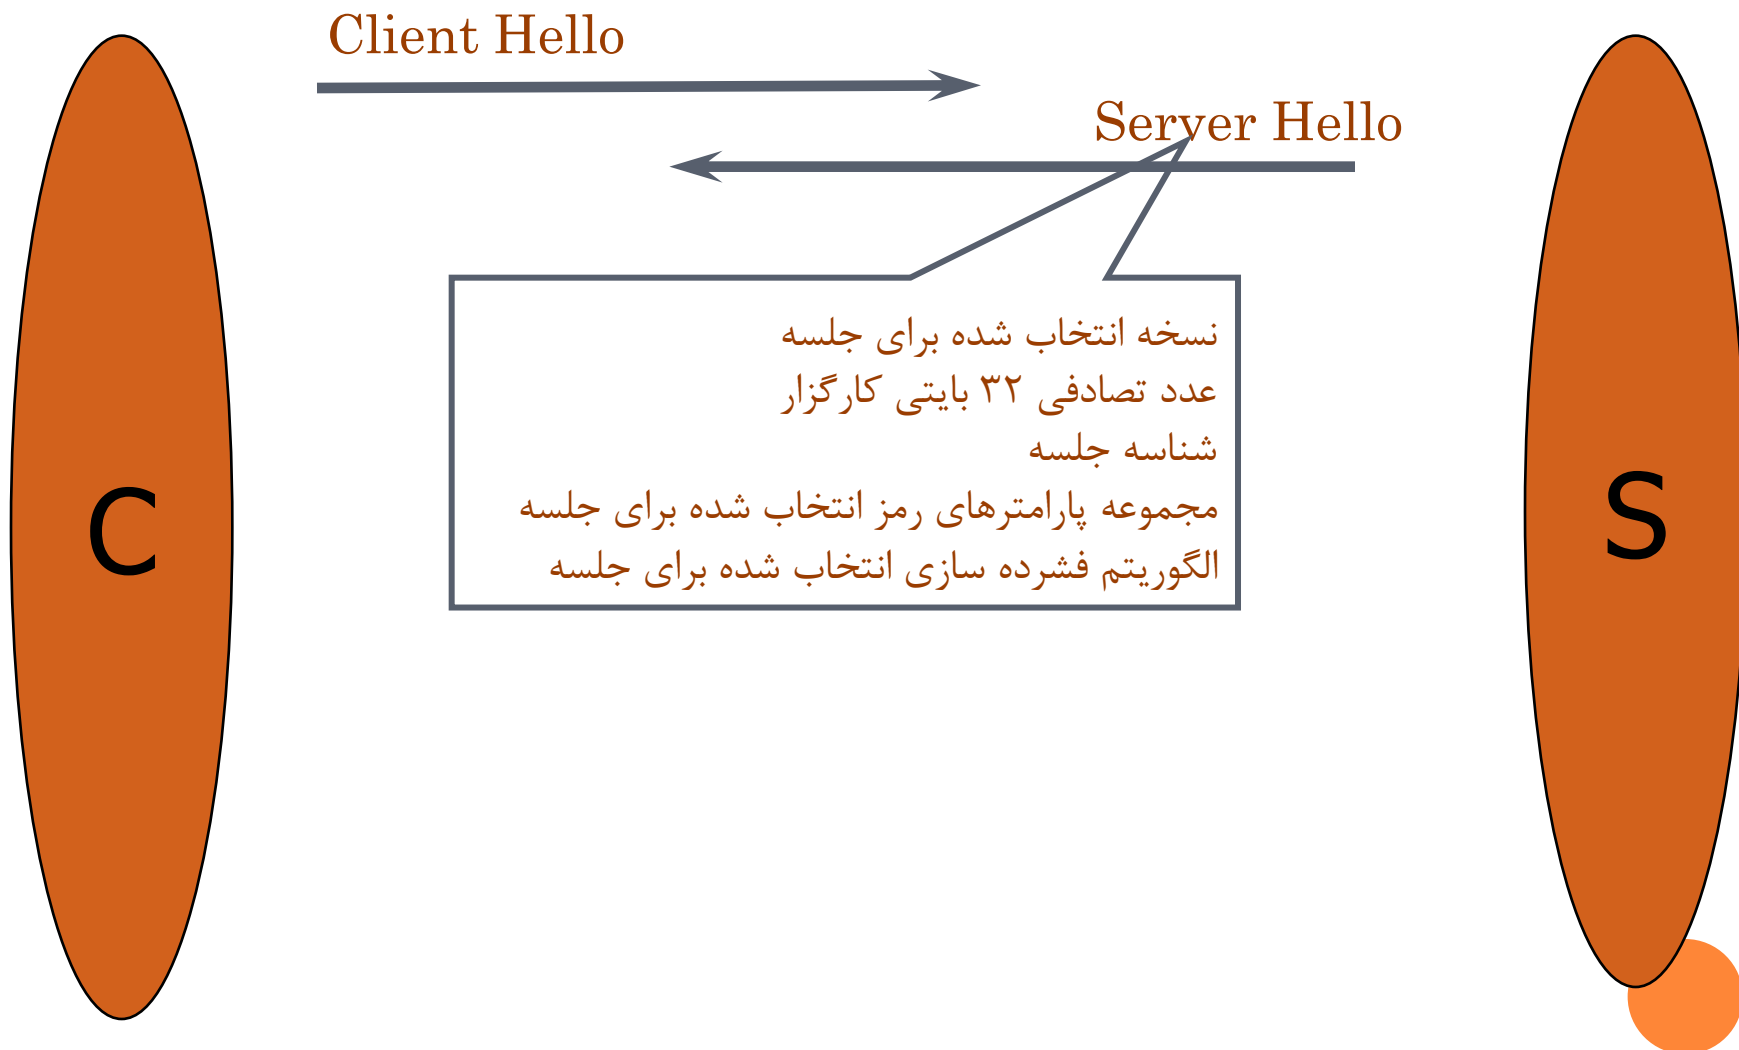 Client Hello
Server Hello
نسخه انتخاب شده برای جلسه
عدد تصادفی ۳۲ بایتی کارگزار
شناسه جلسه
مجموعه پارامترهای رمز انتخاب شده برای جلسه
الگوریتم فشرده سازی انتخاب شده برای جلسه
C
S